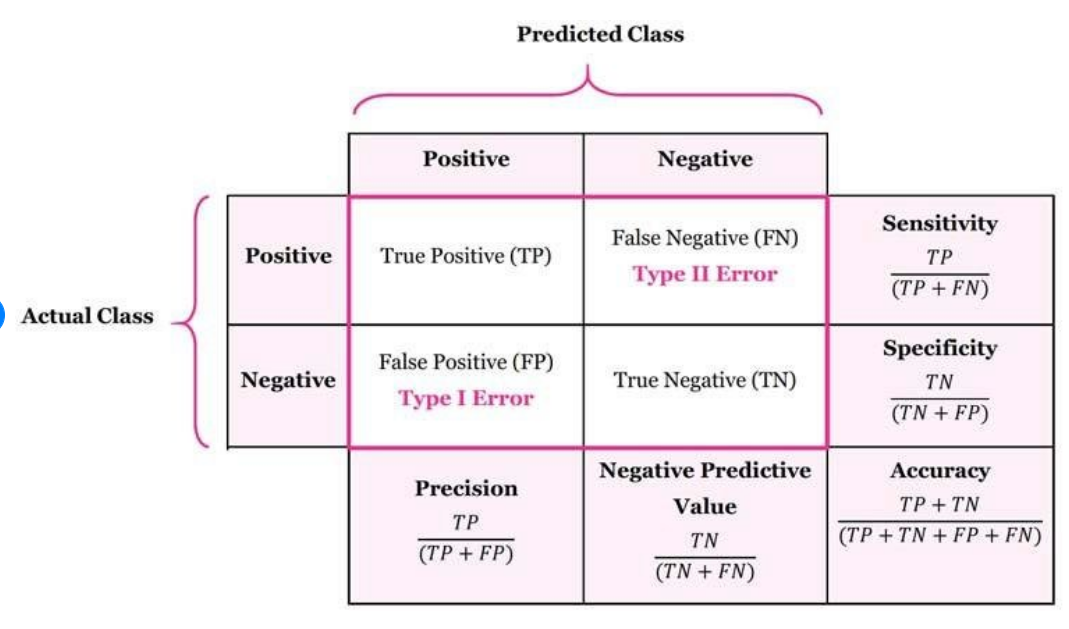 Predicted Class
Positive
Negative
Actual Class
Positive
True Positive (TP)
False Negative (FN)
Type II Error
Sensitivity
TP
(TP + FN)
Negative
False Positive (FP)
Type I Error
True Negative (TN)
Specificity
TN
(TN + FP)
Precision
TP
(TP + FP)
Negative Predictive
Value
TN
(TN + FN)
Accuracy
TP + TN
(TP + TN + FP + FN)